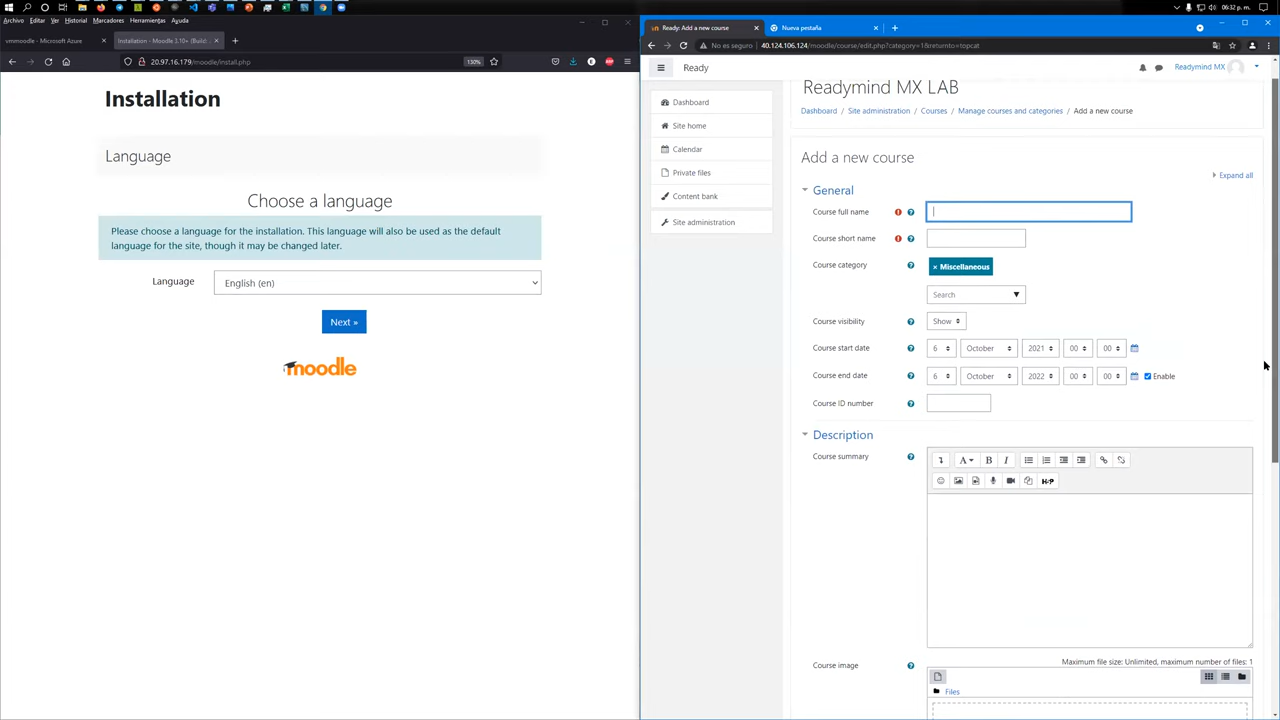 06:32 p. m.
Archivo Editar Ver Historial Marcadores Herramientas Ayuda
vmmoodle - Microsoft Azure
Installation - Moodle 3.10+ (Build:
20.97.16.179/moodle/install.php
130%
Installation
Language
Choose a language
Please choose a language for the installation. This language will also be used as the default
language for the site, though it may be changed later.
Language
English (en)
Next »
moodle
Ready: Add a new course
Nueva pestaña
No es seguro
40.124.106.124/moodle/course/edit.php?category=1&returnto=topcat
Ready
Readymind MX
Dashboard
Site home
Calendar
Private files
Content bank
Site administration
Readymind MX LAB
Dashboard / Site administration / Courses / Manage courses and categories / Add a new course
Add a new course
Expand all
General
Course full name
Course short name
Course category
× Miscellaneous
Search
Course visibility
Show
Course start date
6 October 2021 00 00
Course end date
6 October 2022 00 00 Enable
Course ID number
Description
Course summary
A B I
H-P
Maximum file size: Unlimited, maximum number of files: 1
Course image
Files